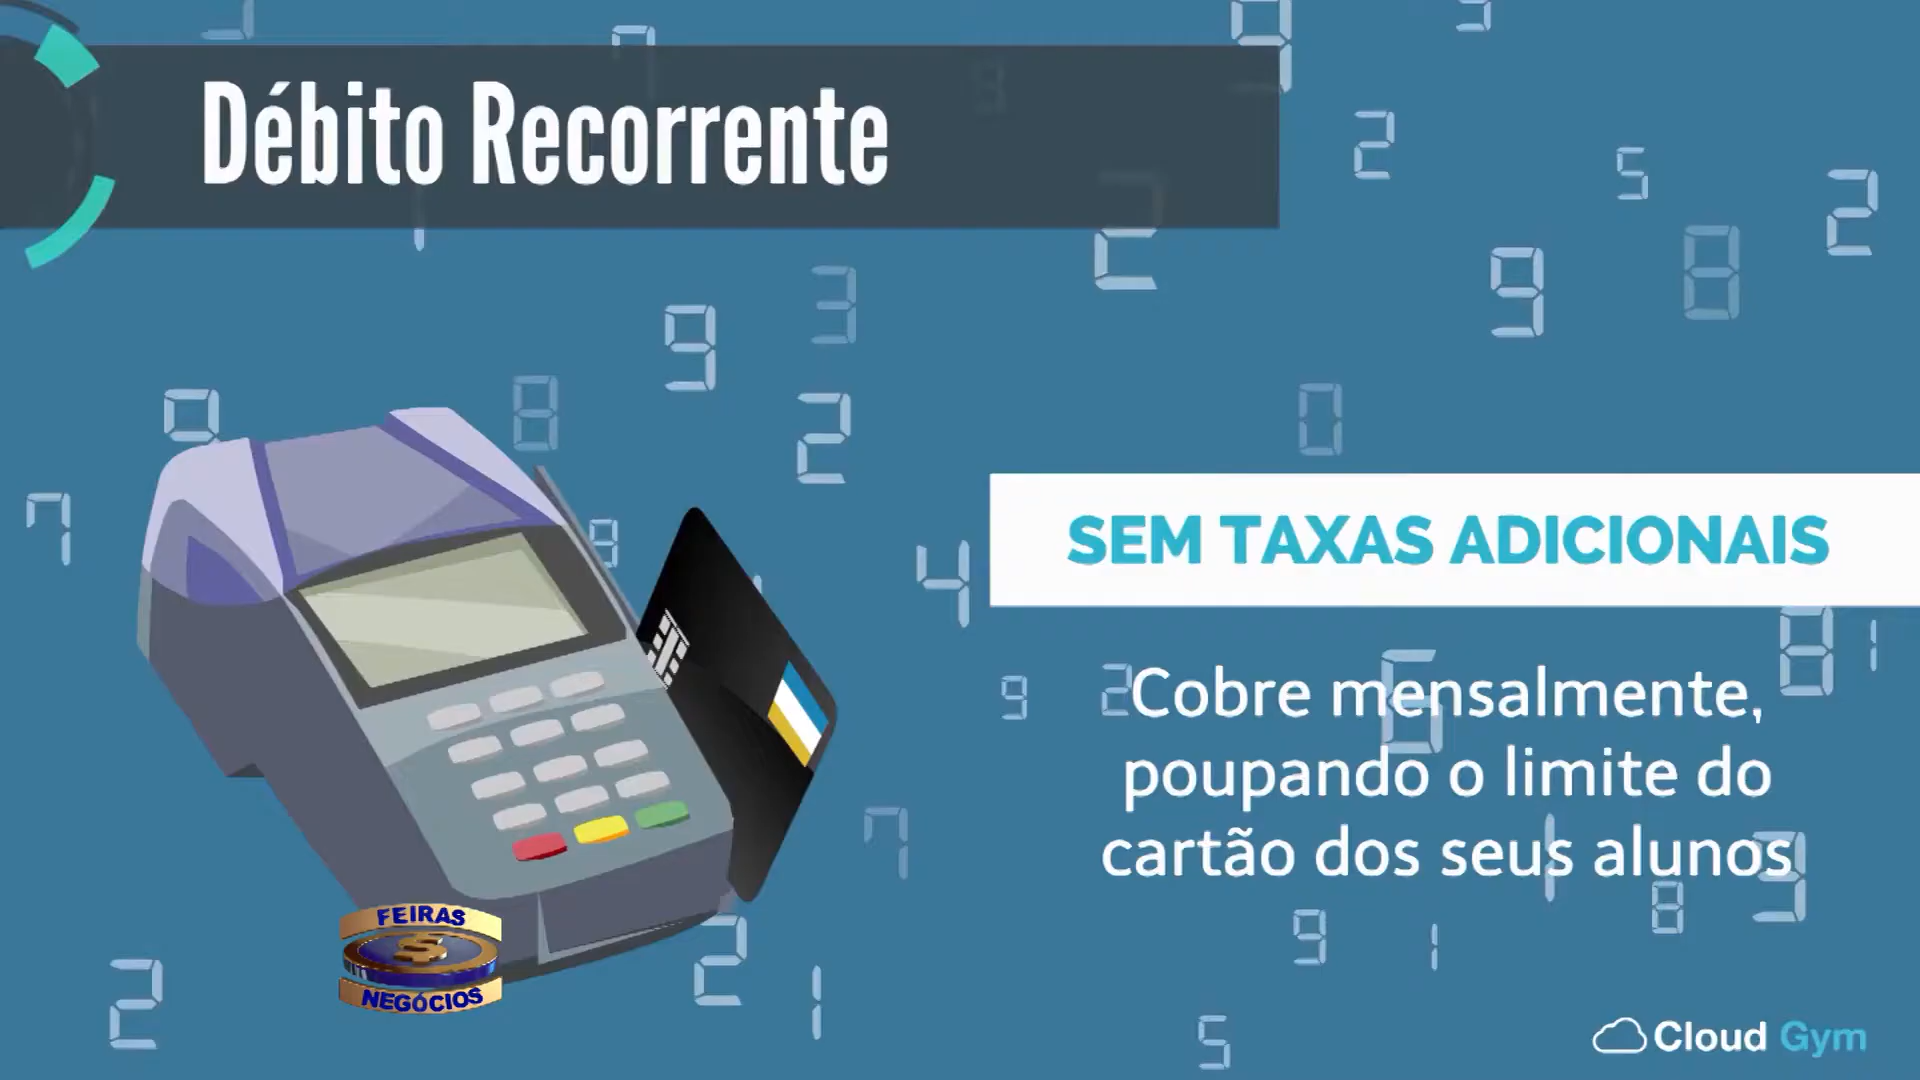 Débito Recorrente
SEM TAXAS ADICIONAIS
Cobre mensalmente,
poupando o limite do
cartão dos seus alunos
FEIRAS
$
NEGÓCIOS
Cloud Gym